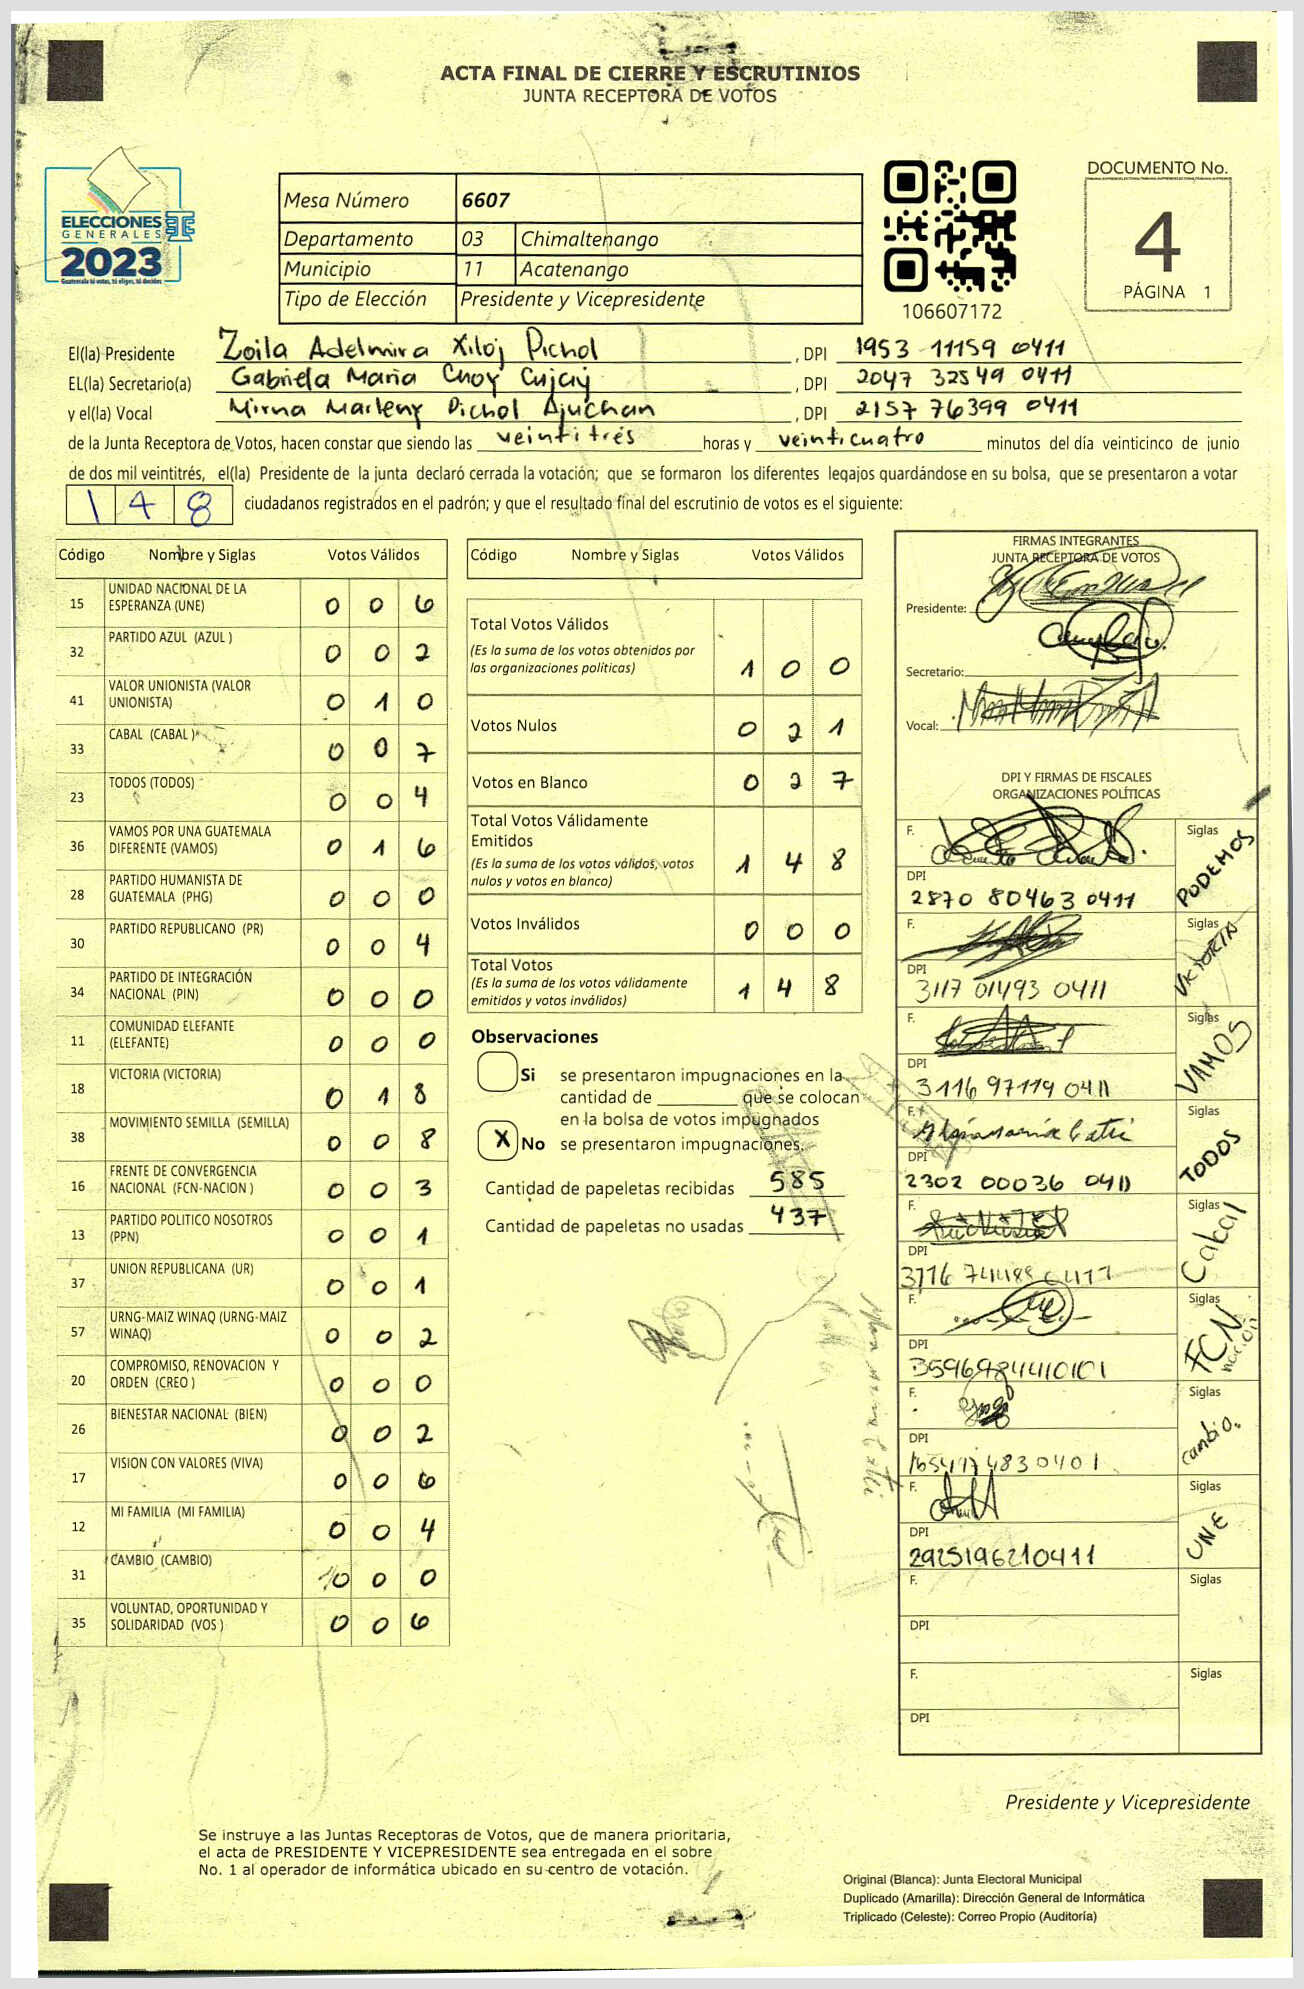 ACTA FINAL DE CIERRE Y ESCRUTINIOS
JUNTA RECEPTORA DE VOTOS
ELECCIONES
GENERALES
2023
Guatemala tú votas, tú eliges, tú decides
Mesa Número 6607
Departamento 03 Chimaltenango
Municipio 11 Acatenango
Tipo de Elección Presidente y Vicepresidente
106607172
DOCUMENTO No.
4
PÁGINA 1
El(la) Presidente Zoila Adelmira Xiloj Pichol , DPI 1953 11159 0411
EL(la) Secretario(a) Gabriela Maria Choy Cujcuj , DPI 2047 32549 0411
y el(la) Vocal Mirna Marleny Pichol Ajuchan , DPI 2157 76399 0411
de la Junta Receptora de Votos, hacen constar que siendo las veintitrés horas y veinticuatro minutos del día veinticinco de junio
de dos mil veintitrés, el(la) Presidente de la junta declaró cerrada la votación; que se formaron los diferentes legajos quardándose en su bolsa, que se presentaron a votar
148 ciudadanos registrados en el padrón; y que el resultado final del escrutinio de votos es el siguiente:
Código Nombre y Siglas Votos Válidos
15 UNIDAD NACIONAL DE LA ESPERANZA (UNE) 0 0 6
32 PARTIDO AZUL (AZUL ) 0 0 2
41 VALOR UNIONISTA (VALOR UNIONISTA) 0 1 0
33 CABAL (CABAL ) 0 0 7
23 TODOS (TODOS) 0 0 4
36 VAMOS POR UNA GUATEMALA DIFERENTE (VAMOS) 0 1 6
28 PARTIDO HUMANISTA DE GUATEMALA (PHG) 0 0 0
30 PARTIDO REPUBLICANO (PR) 0 0 4
34 PARTIDO DE INTEGRACIÓN NACIONAL (PIN) 0 0 0
11 COMUNIDAD ELEFANTE (ELEFANTE) 0 0 0
18 VICTORIA (VICTORIA) 0 1 8
38 MOVIMIENTO SEMILLA (SEMILLA) 0 0 8
16 FRENTE DE CONVERGENCIA NACIONAL (FCN-NACION ) 0 0 3
13 PARTIDO POLITICO NOSOTROS (PPN) 0 0 1
37 UNION REPUBLICANA (UR) 0 0 1
57 URNG-MAIZ WINAQ (URNG-MAIZ WINAQ) 0 0 2
20 COMPROMISO, RENOVACION Y ORDEN (CREO ) 0 0 0
26 BIENESTAR NACIONAL (BIEN) 0 0 2
17 VISION CON VALORES (VIVA) 0 0 6
12 MI FAMILIA (MI FAMILIA) 0 0 4
31 CAMBIO (CAMBIO) 0 0 0
35 VOLUNTAD, OPORTUNIDAD Y SOLIDARIDAD (VOS ) 0 0 6
Código Nombre y Siglas Votos Válidos
Total Votos Válidos 1 0 0
(Es la suma de los votos obtenidos por
las organizaciones políticas)
Votos Nulos 0 2 1
Votos en Blanco 0 2 7
Total Votos Válidamente
Emitidos 1 4 8
(Es la suma de los votos válidos, votos
nulos y votos en blanco)
Votos Inválidos 0 0 0
Total Votos 1 4 8
(Es la suma de los votos válidamente
emitidos y votos inválidos)
Observaciones
Si se presentaron impugnaciones en la
cantidad de ________ que se colocan
en la bolsa de votos impugnados
X No se presentaron impugnaciones.
Cantidad de papeletas recibidas 585
Cantidad de papeletas no usadas 437
FIRMAS INTEGRANTES
JUNTA RECEPTORA DE VOTOS
Presidente:
Secretario:
Vocal:
DPI Y FIRMAS DE FISCALES
ORGANIZACIONES POLÍTICAS
F. Siglas PODEMOS
DPI 2870 80463 0411
F. Siglas VICTORIA
DPI 3117 01493 0411
F. Siglas VAMOS
DPI 3116 97119 0411
F. Siglas TODOS
DPI 2302 00036 0411
F. Siglas Cabal
DPI
F. Siglas FCN nación
DPI
F. Siglas cambio.
DPI
F. Siglas UNE
DPI 2925196210411
F. Siglas
DPI
F. Siglas
DPI
Presidente y Vicepresidente
Se instruye a las Juntas Receptoras de Votos, que de manera prioritaria,
el acta de PRESIDENTE Y VICEPRESIDENTE sea entregada en el sobre
No. 1 al operador de informática ubicado en su centro de votación.
Original (Blanca): Junta Electoral Municipal
Duplicado (Amarilla): Dirección General de Informática
Triplicado (Celeste): Correo Propio (Auditoría)